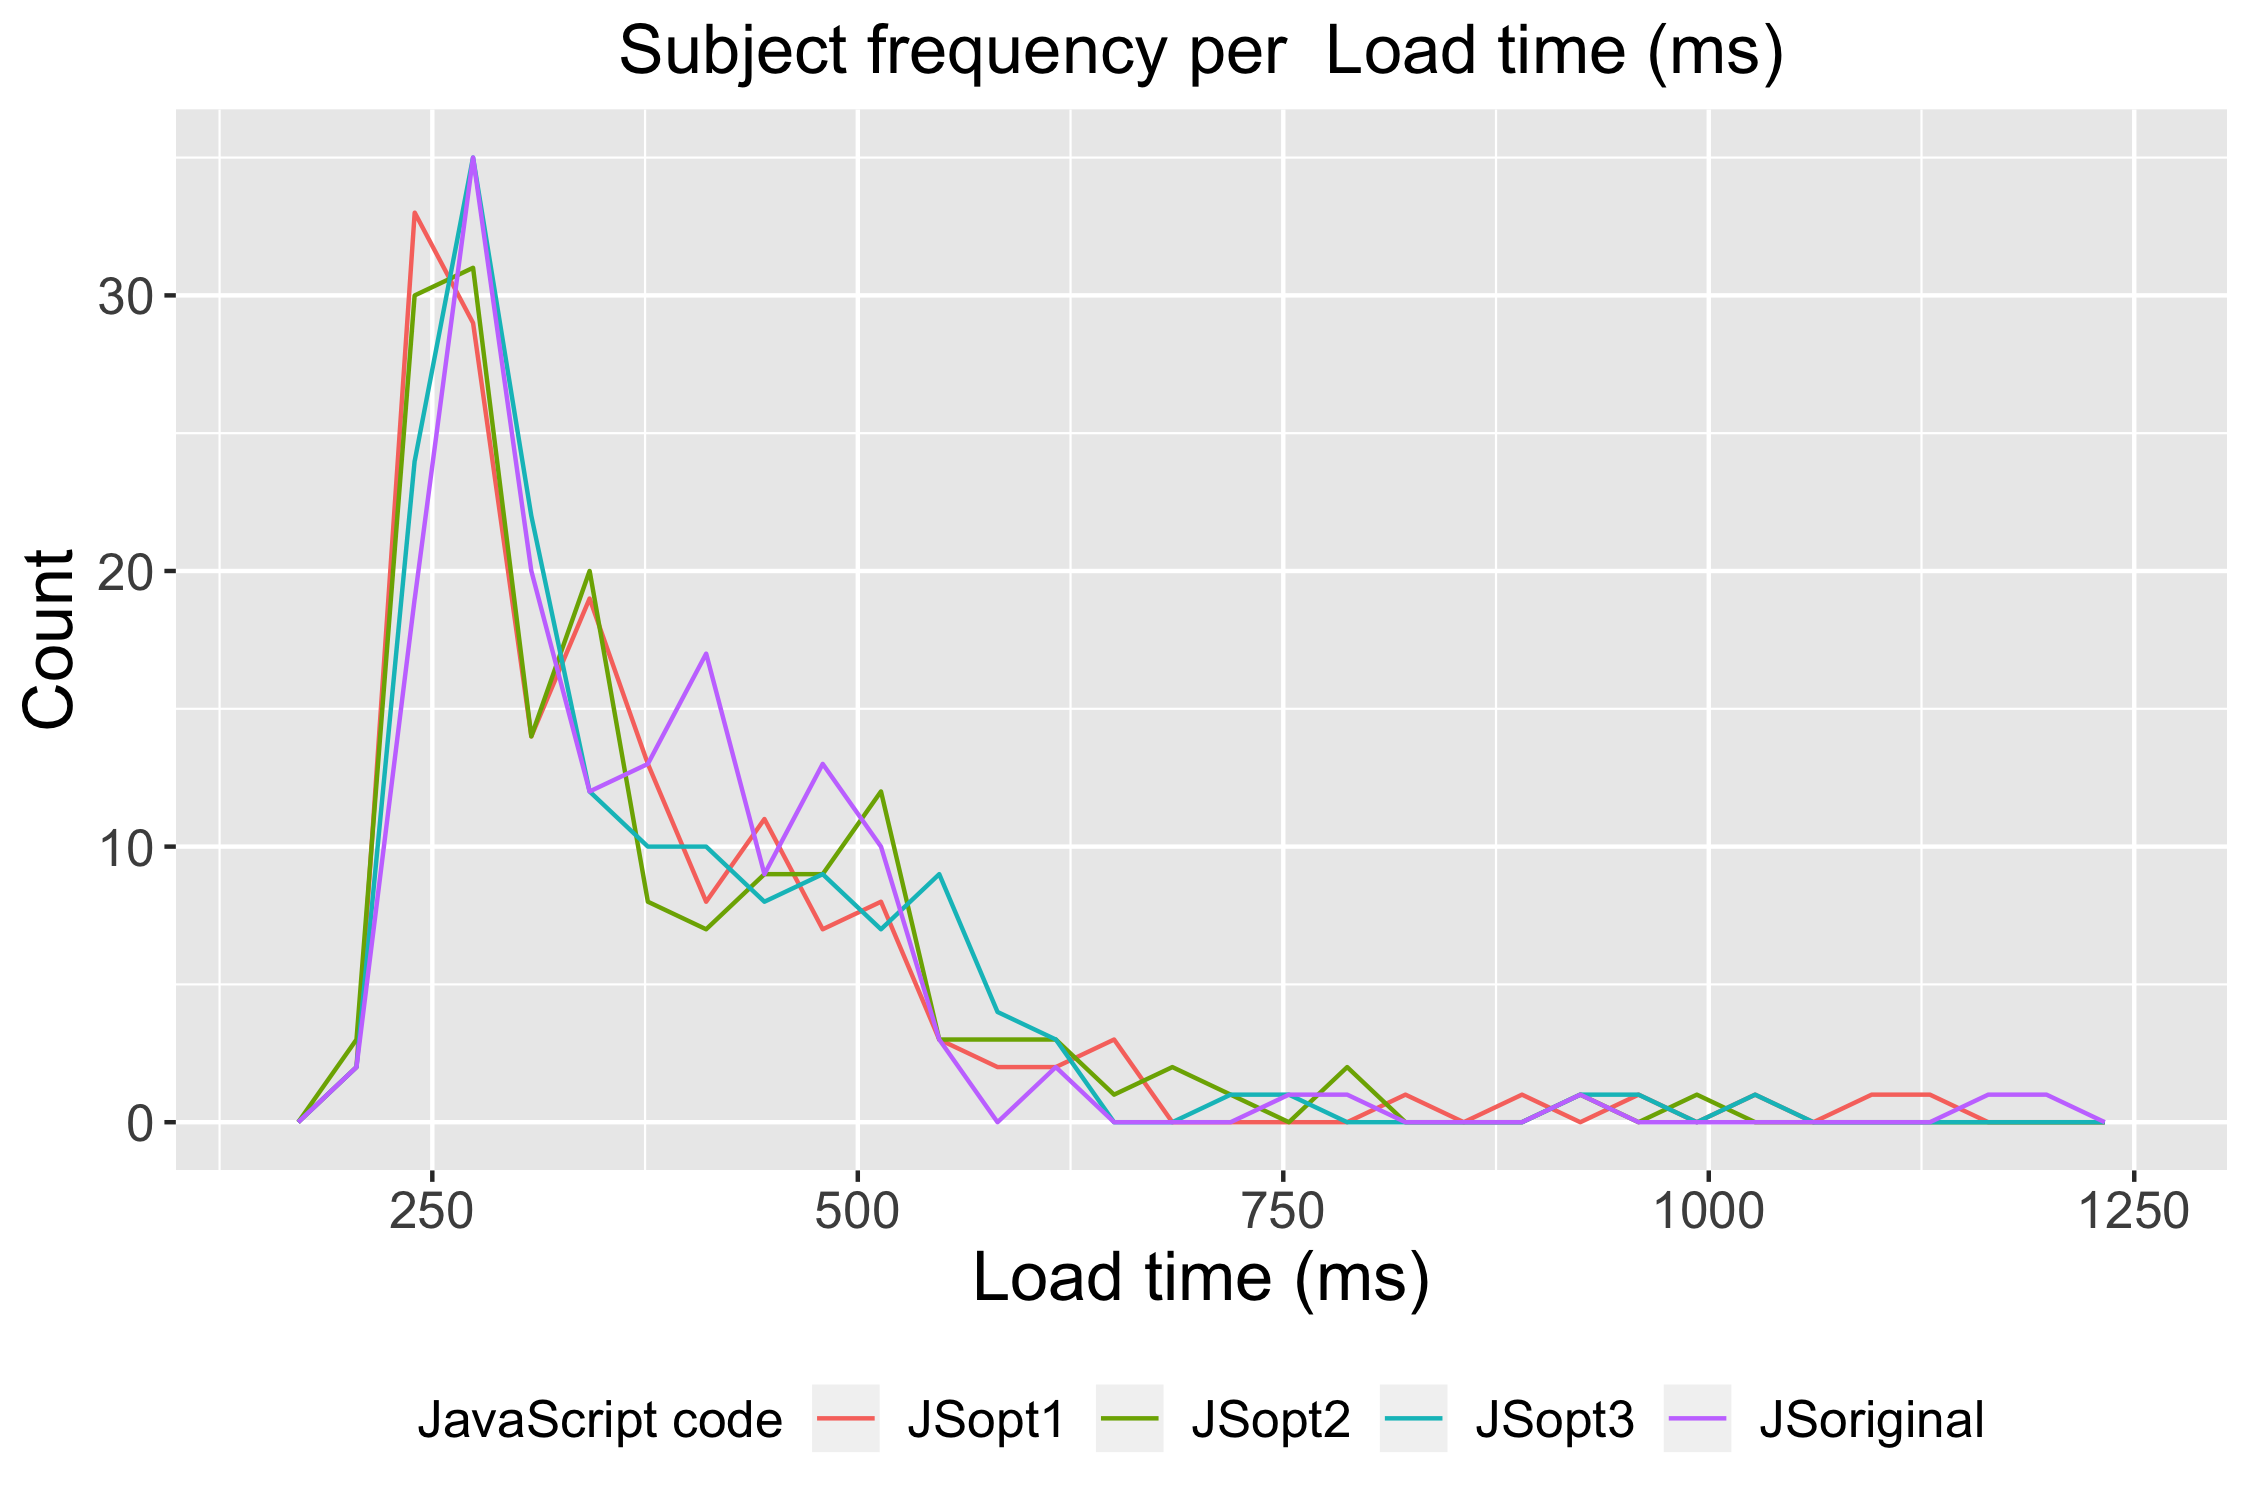 Subject frequency per  Load time (ms)
Count
30
20
10
0
250 500 750 1000 1250
Load time (ms)
JavaScript code JSopt1 JSopt2 JSopt3 JSoriginal